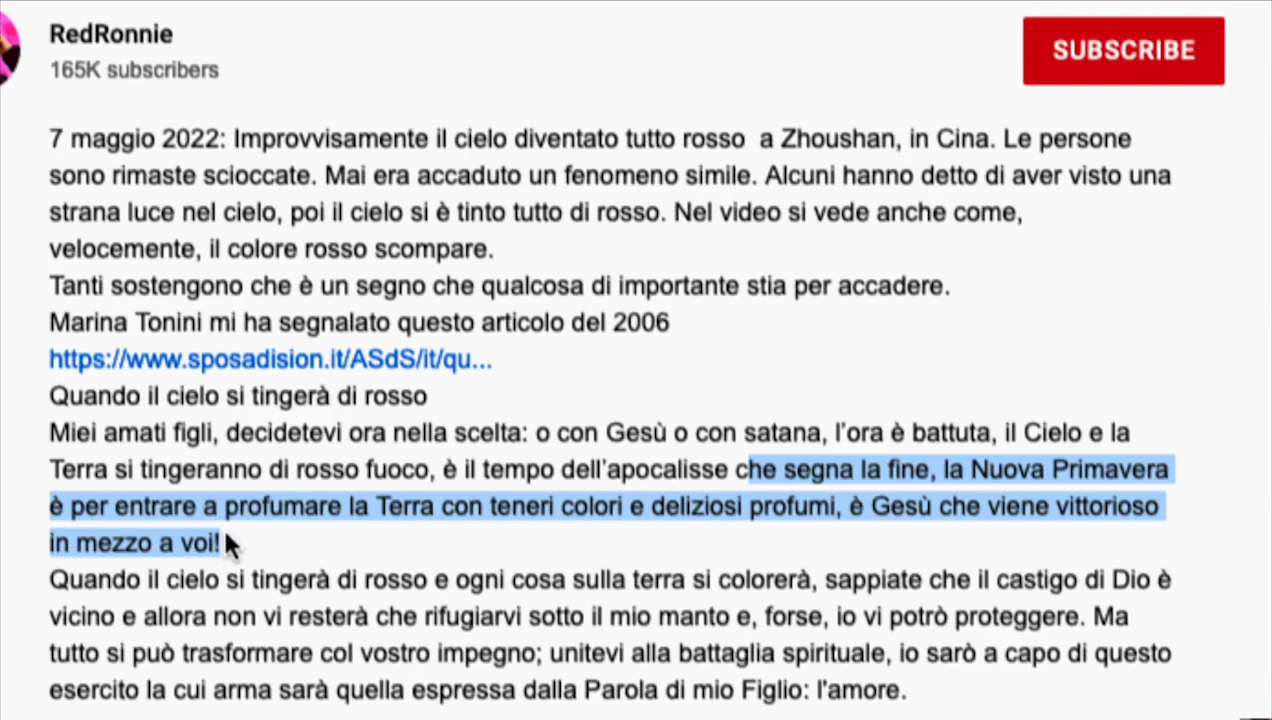 RedRonnie
165K subscribers
SUBSCRIBE
7 maggio 2022: Improvvisamente il cielo diventato tutto rosso a Zhoushan, in Cina. Le persone
sono rimaste scioccate. Mai era accaduto un fenomeno simile. Alcuni hanno detto di aver visto una
strana luce nel cielo, poi il cielo si è tinto tutto di rosso. Nel video si vede anche come,
velocemente, il colore rosso scompare.
Tanti sostengono che è un segno che qualcosa di importante stia per accadere.
Marina Tonini mi ha segnalato questo articolo del 2006
https://www.sposadision.it/ASdS/it/qu...
Quando il cielo si tingerà di rosso
Miei amati figli, decidetevi ora nella scelta: o con Gesù o con satana, l'ora è battuta, il Cielo e la
Terra si tingeranno di rosso fuoco, è il tempo dell'apocalisse che segna la fine, la Nuova Primavera
è per entrare a profumare la Terra con teneri colori e deliziosi profumi, è Gesù che viene vittorioso
in mezzo a voi!
Quando il cielo si tingerà di rosso e ogni cosa sulla terra si colorerà, sappiate che il castigo di Dio è
vicino e allora non vi resterà che rifugiarvi sotto il mio manto e, forse, io vi potrò proteggere. Ma
tutto si può trasformare col vostro impegno; unitevi alla battaglia spirituale, io sarò a capo di questo
esercito la cui arma sarà quella espressa dalla Parola di mio Figlio: l'amore.